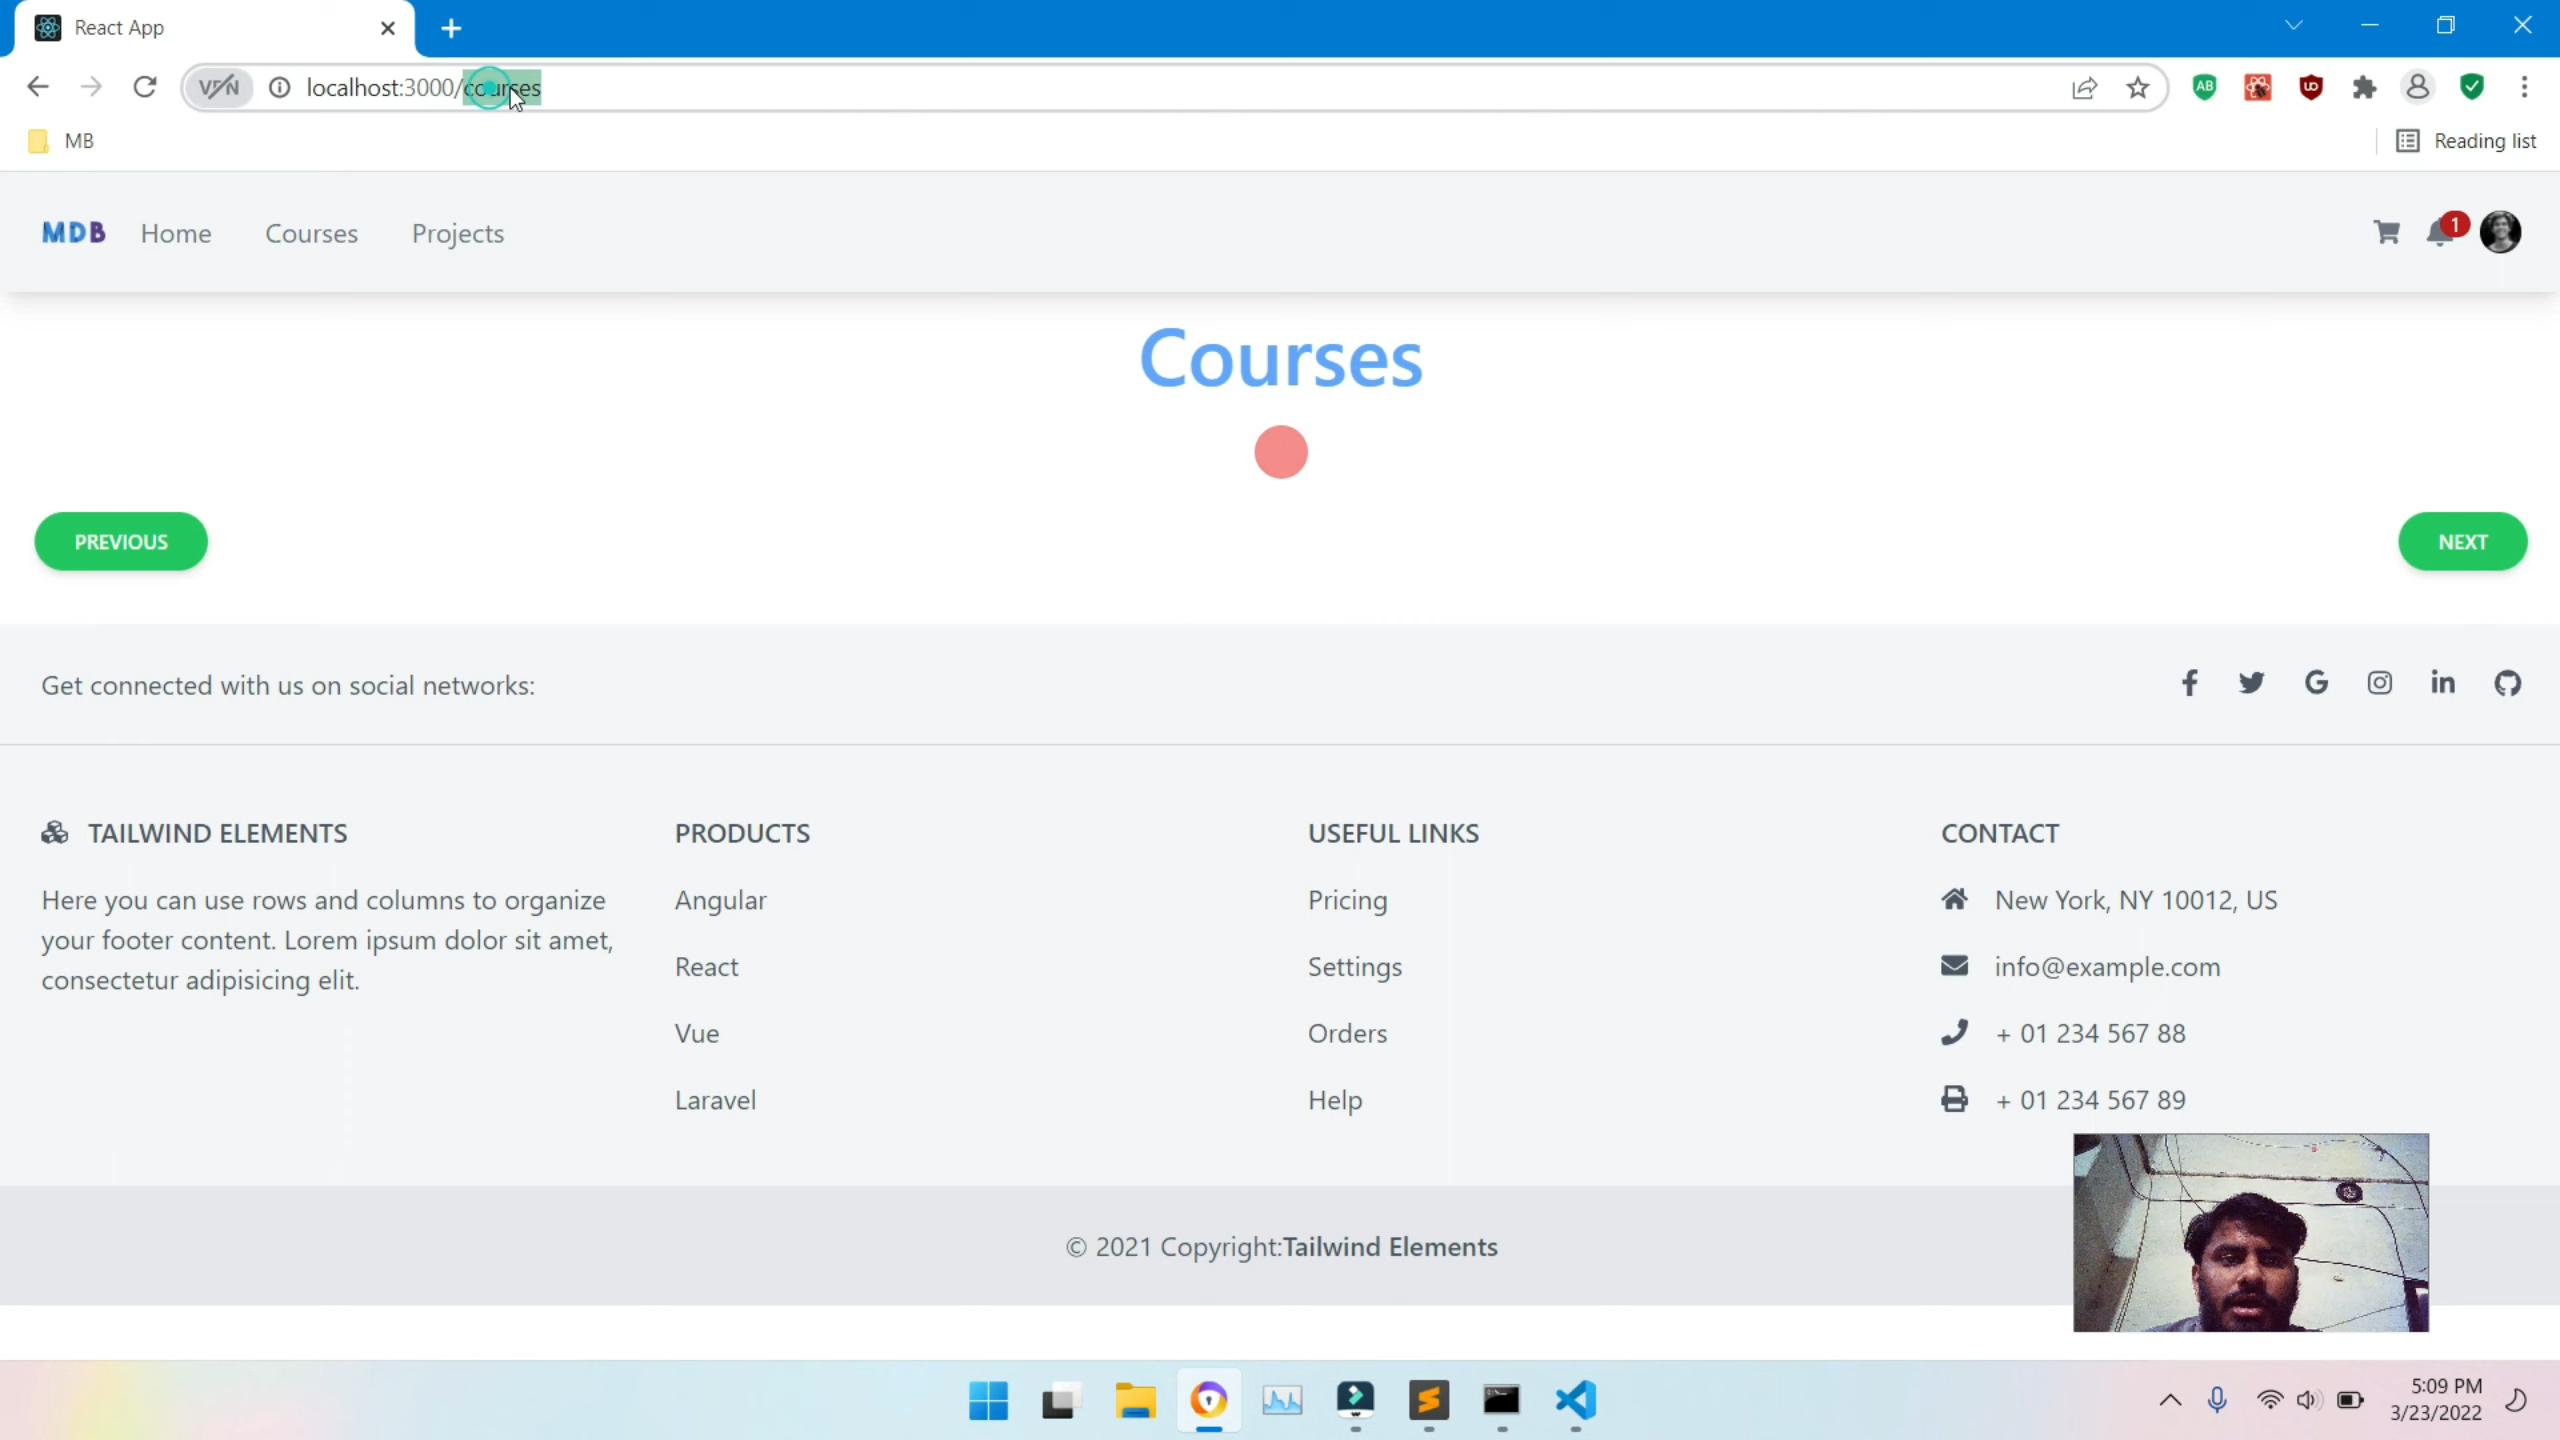 React App
VPN
localhost:3000/courses
AB
UD
MB
Reading list
MDB
Home
Courses
Projects
1
Courses
PREVIOUS
NEXT
Get connected with us on social networks:
TAILWIND ELEMENTS
Here you can use rows and columns to organize
your footer content. Lorem ipsum dolor sit amet,
consectetur adipisicing elit.
PRODUCTS
Angular
React
Vue
Laravel
USEFUL LINKS
Pricing
Settings
Orders
Help
CONTACT
New York, NY 10012, US
info@example.com
+ 01 234 567 88
+ 01 234 567 89
© 2021 Copyright:Tailwind Elements
5:09 PM
3/23/2022